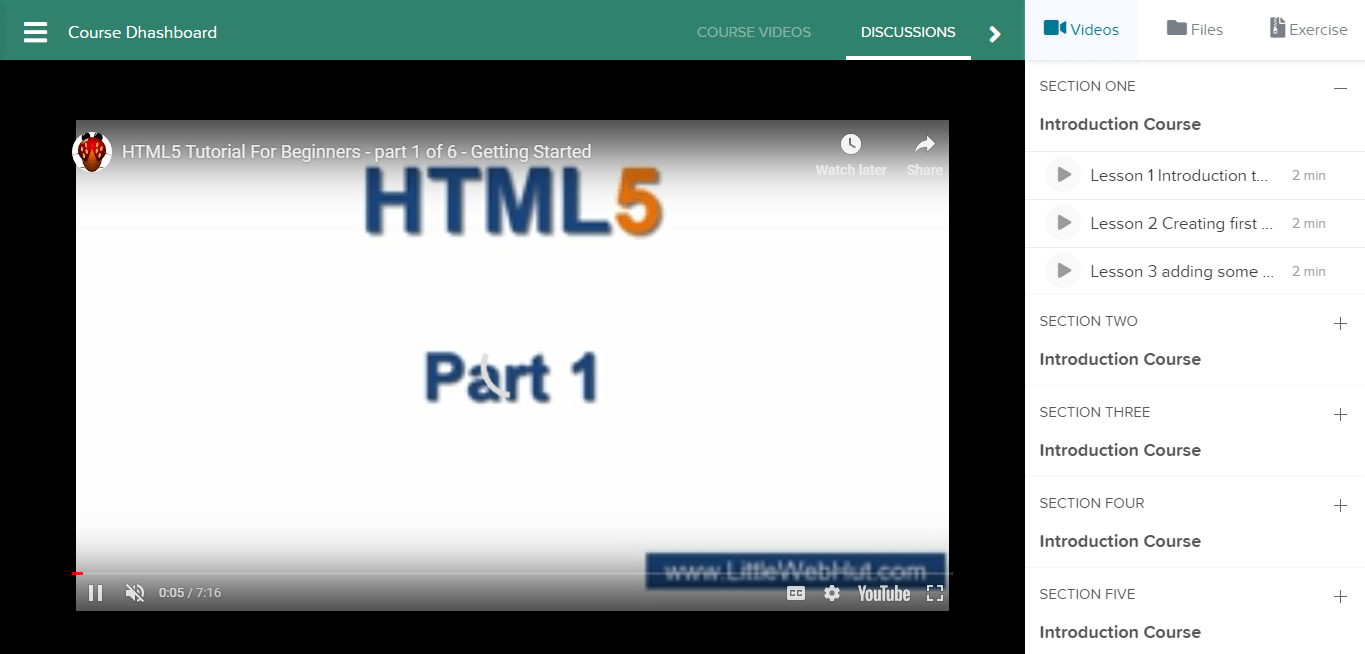 Course Dhashboard
COURSE VIDEOS
DISCUSSIONS
Videos
Files
Exercise
HTML5 Tutorial For Beginners - part 1 of 6 - Getting Started
Watch later
Share
HTML5
Part 1
www.LittleWebHut.com
0:05 / 7:16
CC
YouTube
SECTION ONE
Introduction Course
Lesson 1 Introduction t... 2 min
Lesson 2 Creating first ... 2 min
Lesson 3 adding some ... 2 min
SECTION TWO
Introduction Course
SECTION THREE
Introduction Course
SECTION FOUR
Introduction Course
SECTION FIVE
Introduction Course